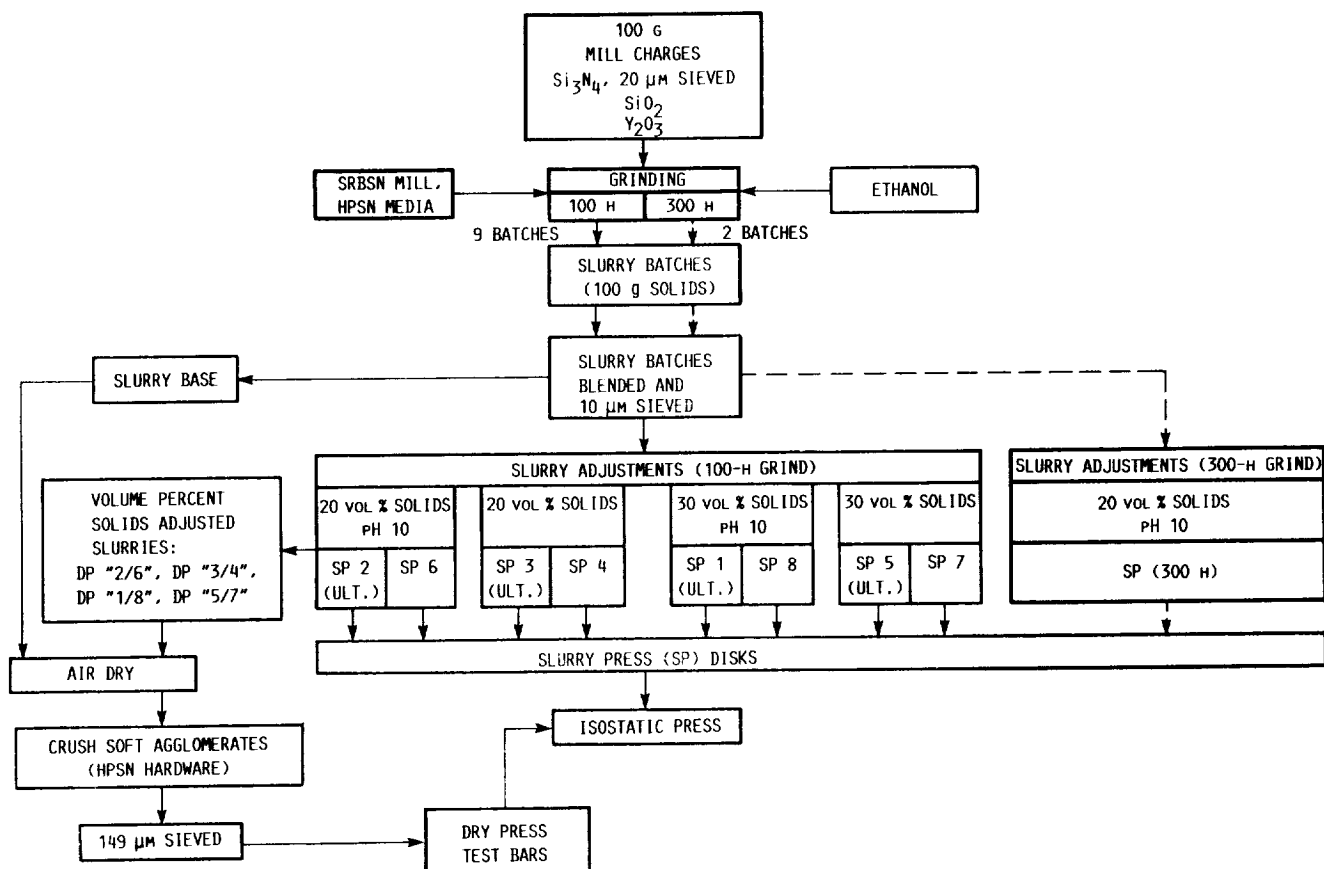 100 G
MILL CHARGES
Si3N4, 20 µM SIEVED
SiO2
Y2O3
SRBSN MILL,
HPSN MEDIA
GRINDING
100 H
300 H
ETHANOL
9 BATCHES
2 BATCHES
SLURRY BATCHES
(100 g SOLIDS)
SLURRY BASE
SLURRY BATCHES
BLENDED AND
10 µM SIEVED
SLURRY ADJUSTMENTS (100-H GRIND)
SLURRY ADJUSTMENTS (300-H GRIND)
VOLUME PERCENT
SOLIDS ADJUSTED
SLURRIES:
DP "2/6", DP "3/4",
DP "1/8", DP "5/7"
20 VOL % SOLIDS
pH 10
20 VOL % SOLIDS
30 VOL % SOLIDS
pH 10
30 VOL % SOLIDS
20 VOL % SOLIDS
pH 10
SP 2
(ULT.)
SP 6
SP 3
(ULT.)
SP 4
SP 1
(ULT.)
SP 8
SP 5
(ULT.)
SP 7
SP (300 H)
SLURRY PRESS (SP) DISKS
AIR DRY
ISOSTATIC PRESS
CRUSH SOFT AGGLOMERATES
(HPSN HARDWARE)
149 µM SIEVED
DRY PRESS
TEST BARS